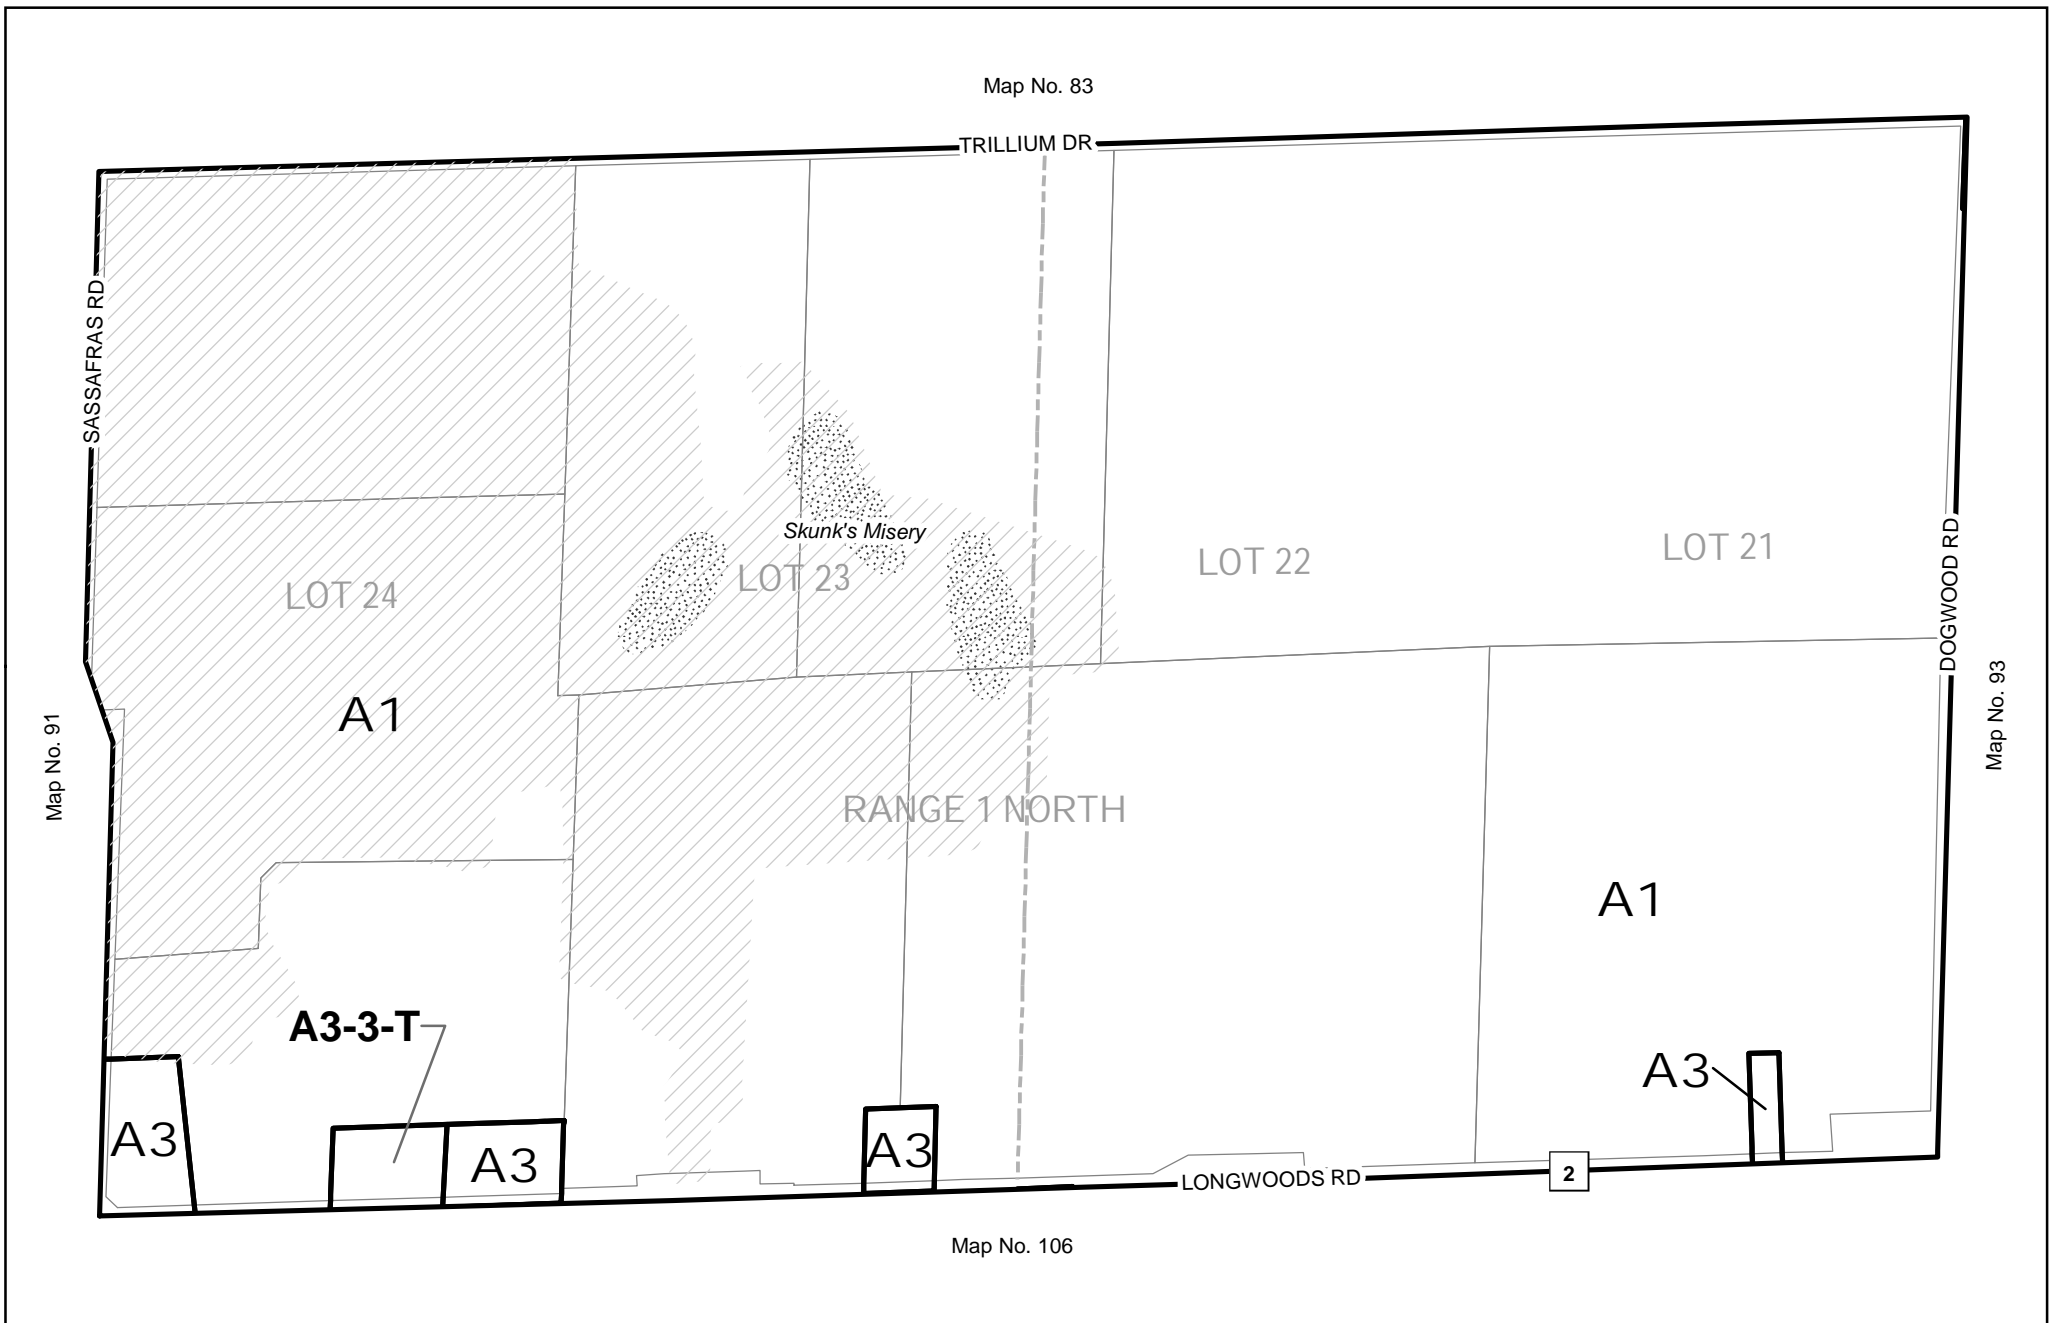 Map No. 83
TRILLIUM DR
SASSAFRAS RD
Skunk's Misery
LOT 24
LOT 23
LOT 22
LOT 21
DOGWOOD RD
A1
Map No. 91
Map No. 93
RANGE 1 NORTH
A1
A3-3-T
A3
A3
A3
A3
A3
LONGWOODS RD
2
Map No. 106